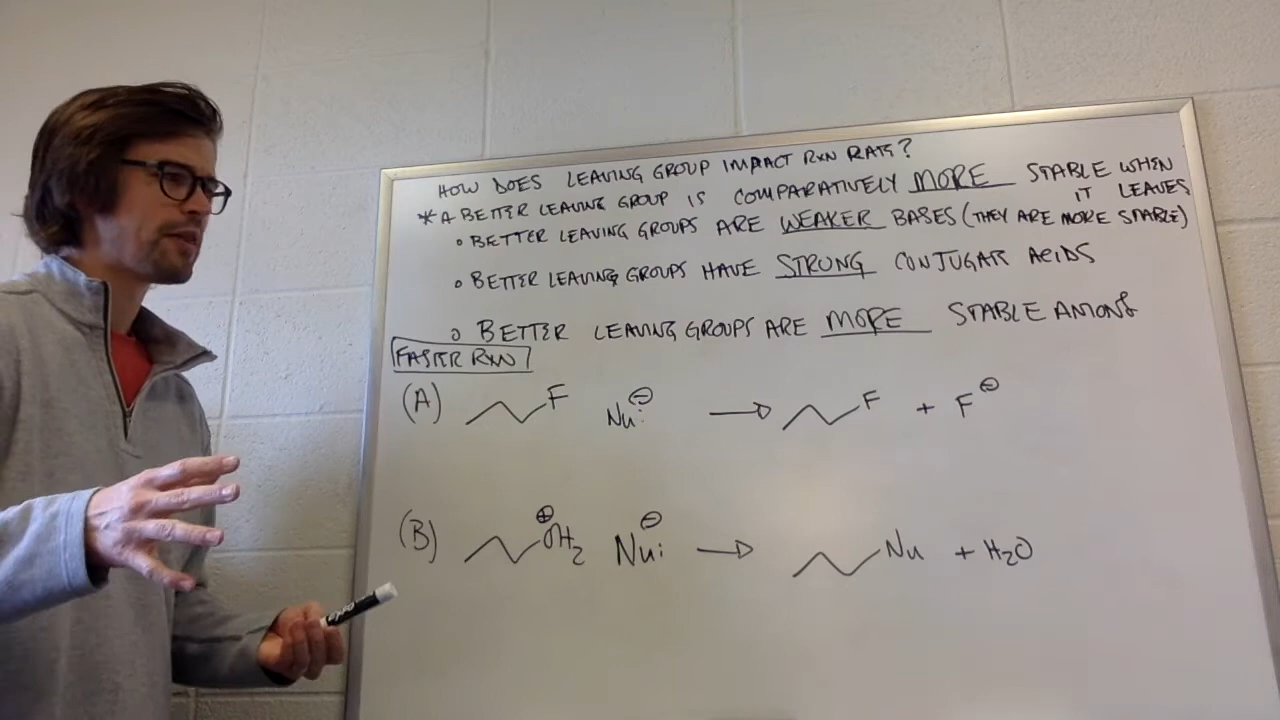 HOW DOES LEAVING GROUP IMPACT RXN RATE?
* A BETTER LEAVING GROUP IS COMPARATIVELY MORE STABLE WHEN IT LEAVES
∘ BETTER LEAVING GROUPS ARE WEAKER BASES (THEY ARE MORE STABLE)
∘ BETTER LEAVING GROUPS HAVE STRONG CONJUGAR ACIDS
∘ BETTER LEAVING GROUPS ARE MORE STABLE AMONG
FASTER RXN
(A) F Nu:⊖ → F + F⊖
(B) ⊕OH2 Nu:⊖ → Nu + H2O